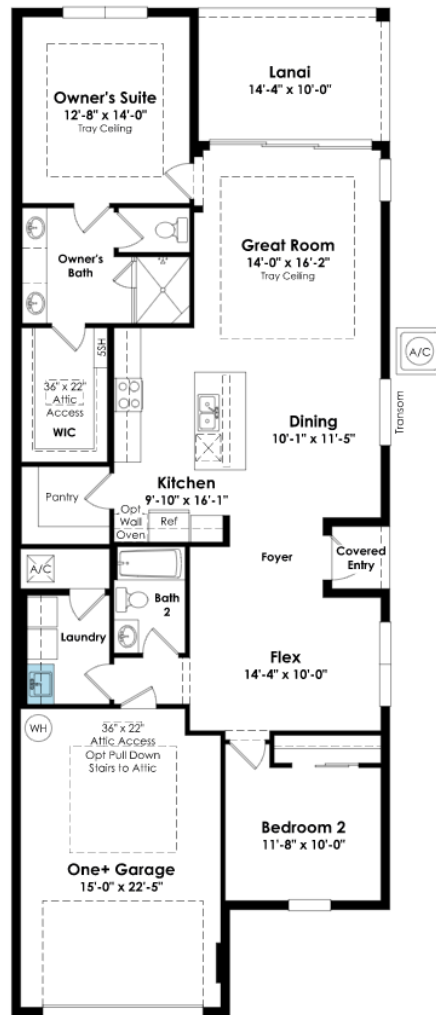 Lanai
14'-4" x 10'-0"
Owner's Suite
12'-8" x 14'-0"
Tray Ceiling
Great Room
14'-0" x 16'-2"
Tray Ceiling
Owner's
Bath
5SH
36" x 22"
Attic
Access
WIC
A/C
Transom
Dining
10'-1" x 11'-5"
Kitchen
9'-10" x 16'-1"
Pantry
Opt
Wall
Oven
Ref
A/C
Foyer
Covered
Entry
Bath
2
Laundry
Flex
14'-4" x 10'-0"
WH
36" x 22"
Attic Access
Opt Pull Down
Stairs to Attic
Bedroom 2
11'-8" x 10'-0"
One+ Garage
15'-0" x 22'-5"